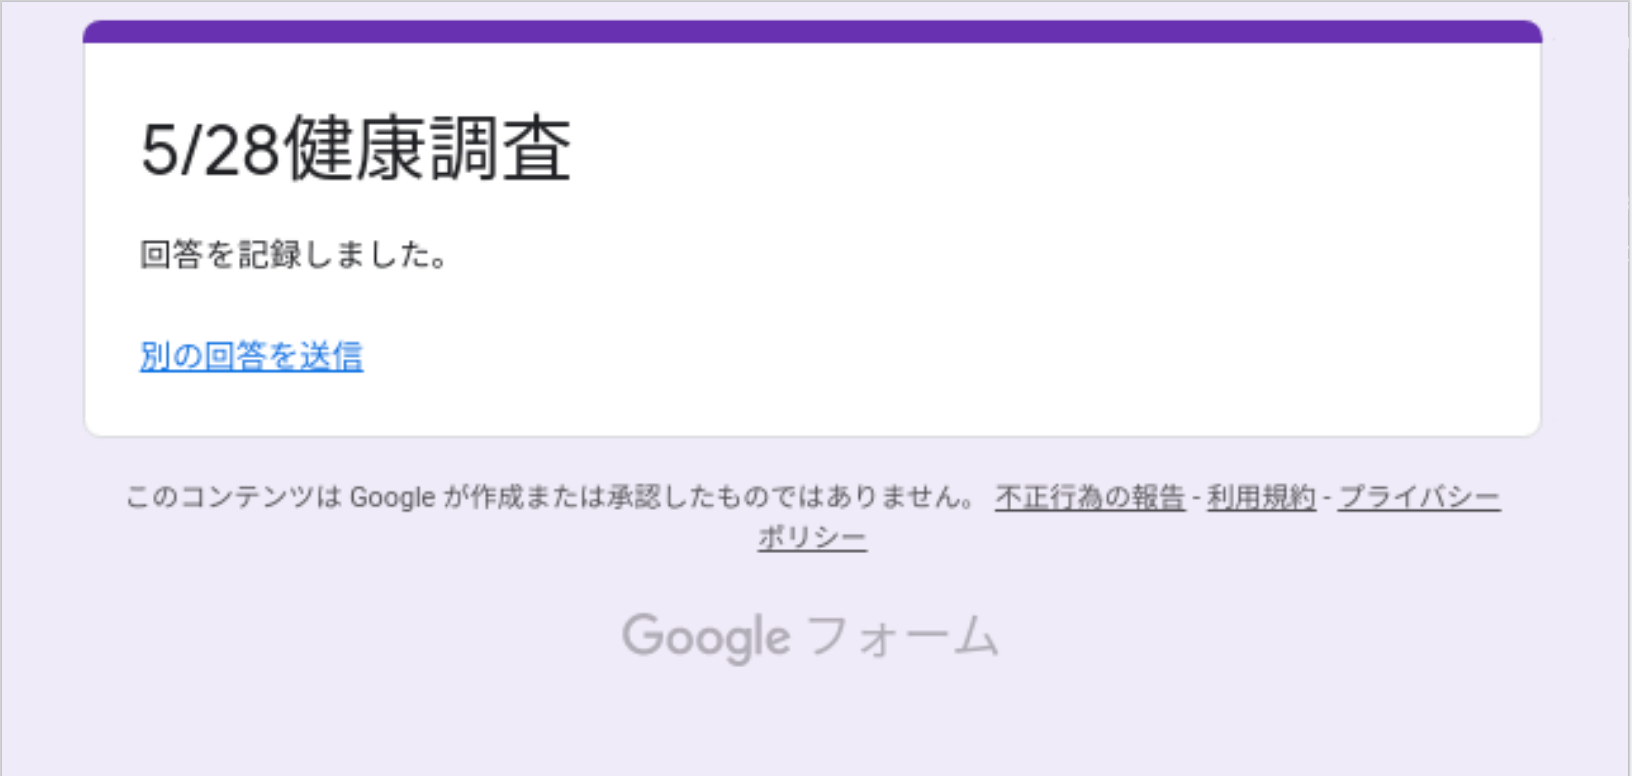 5/28健康調査
回答を記録しました。
別の回答を送信
このコンテンツは Google が作成または承認したものではありません。 不正行為の報告 - 利用規約 - プライバシー
ポリシー
Google フォーム